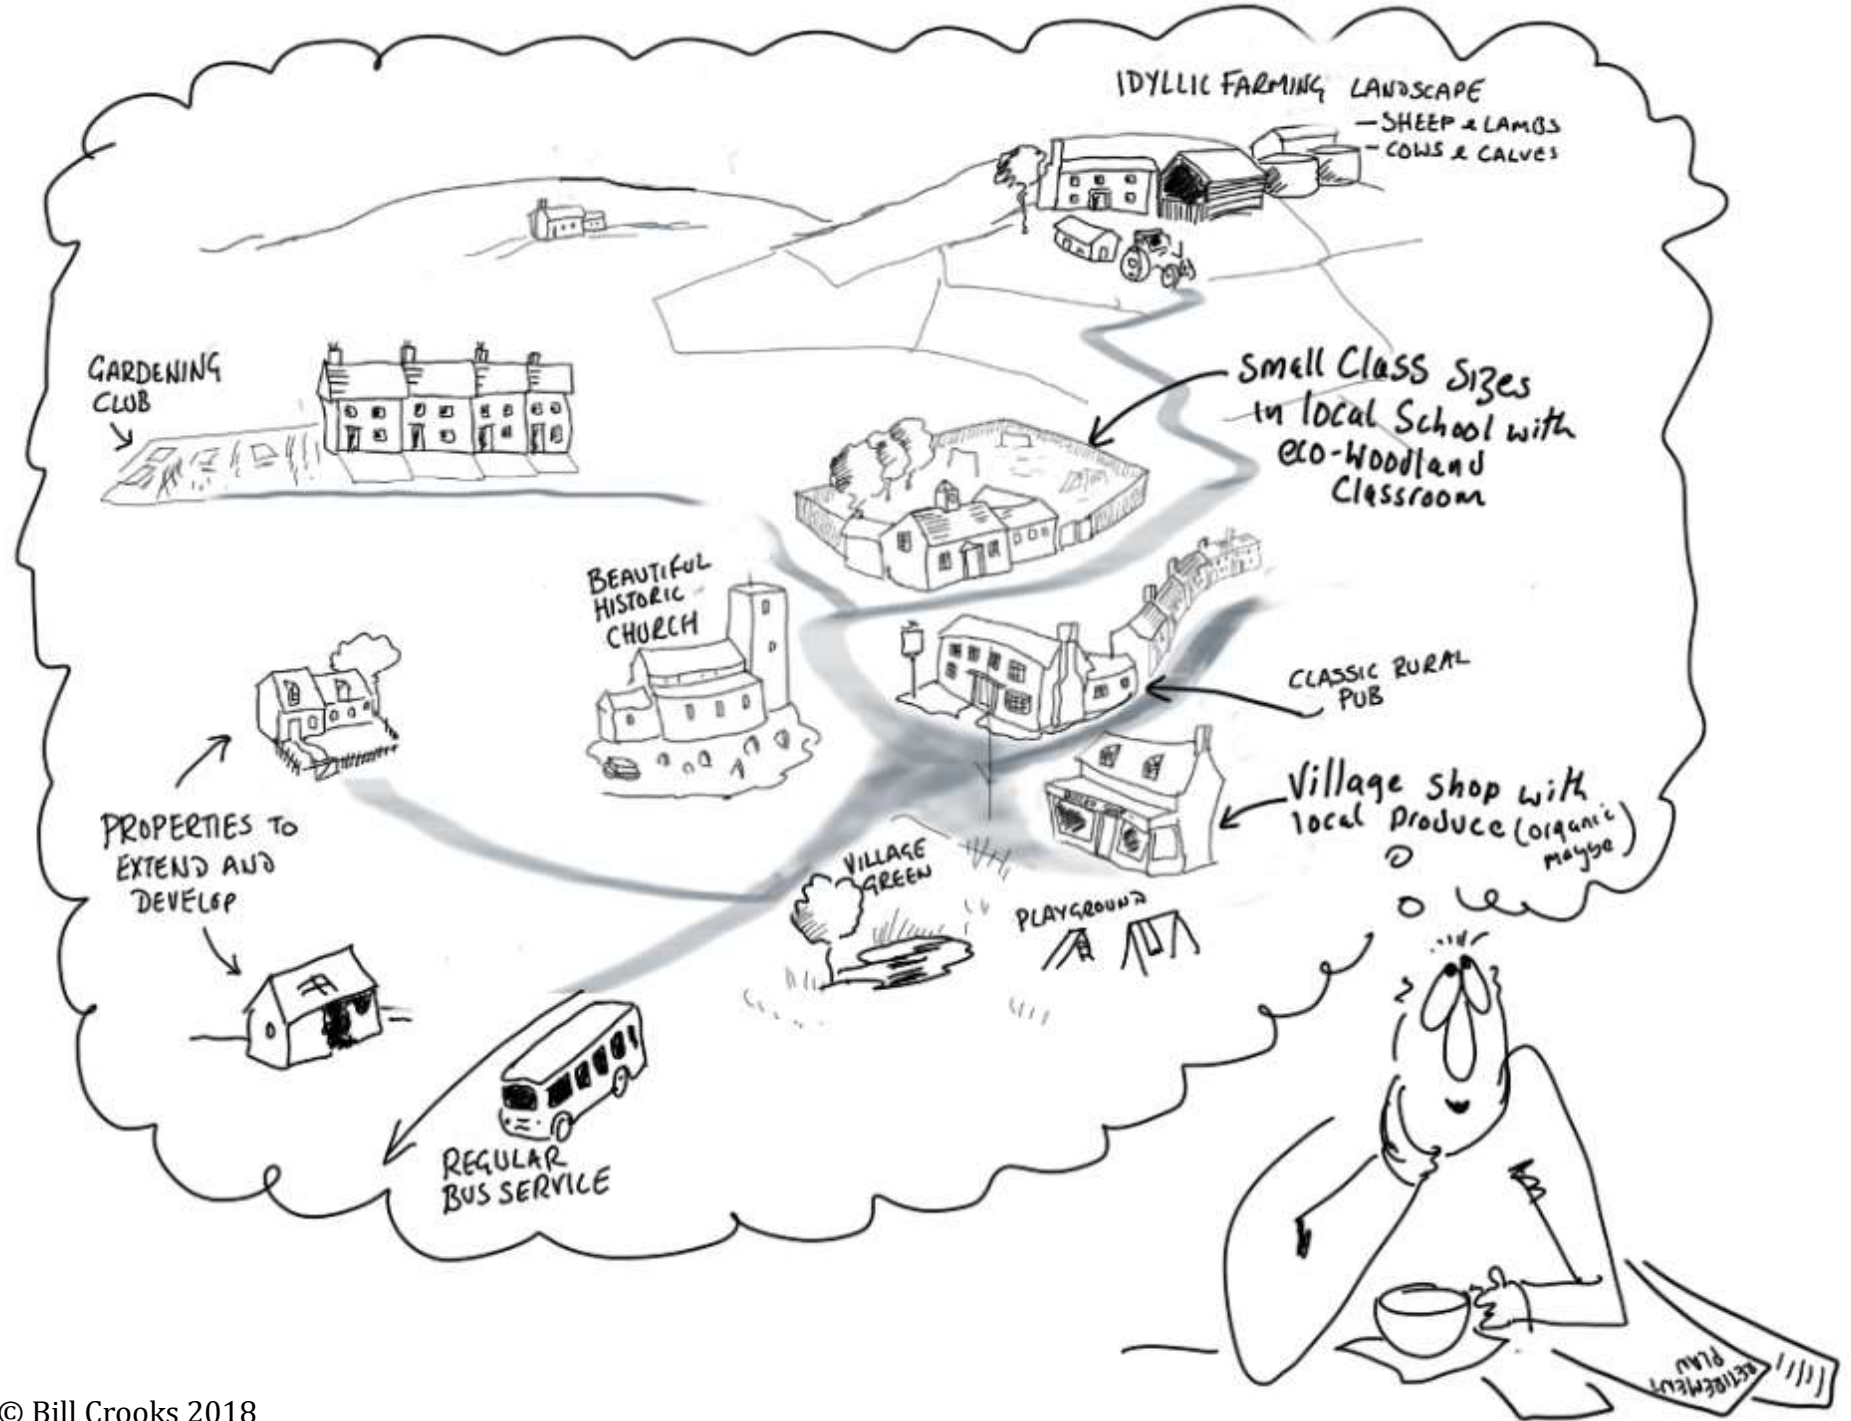 IDYLLIC FARMING LANDSCAPE
- SHEEP & LAMBS
- COWS & CALVES
GARDENING
CLUB
Small Class Sizes
in local School with
eco-Woodland
Classroom
BEAUTIFUL
HISTORIC
CHURCH
CLASSIC RURAL
PUB
Village shop with
local produce (organic
maybe)
PROPERTIES TO
EXTEND AND
DEVELOP
VILLAGE
GREEN
PLAYGROUND
REGULAR
BUS SERVICE
RETIREMENT
PLAN
© Bill Crooks 2018